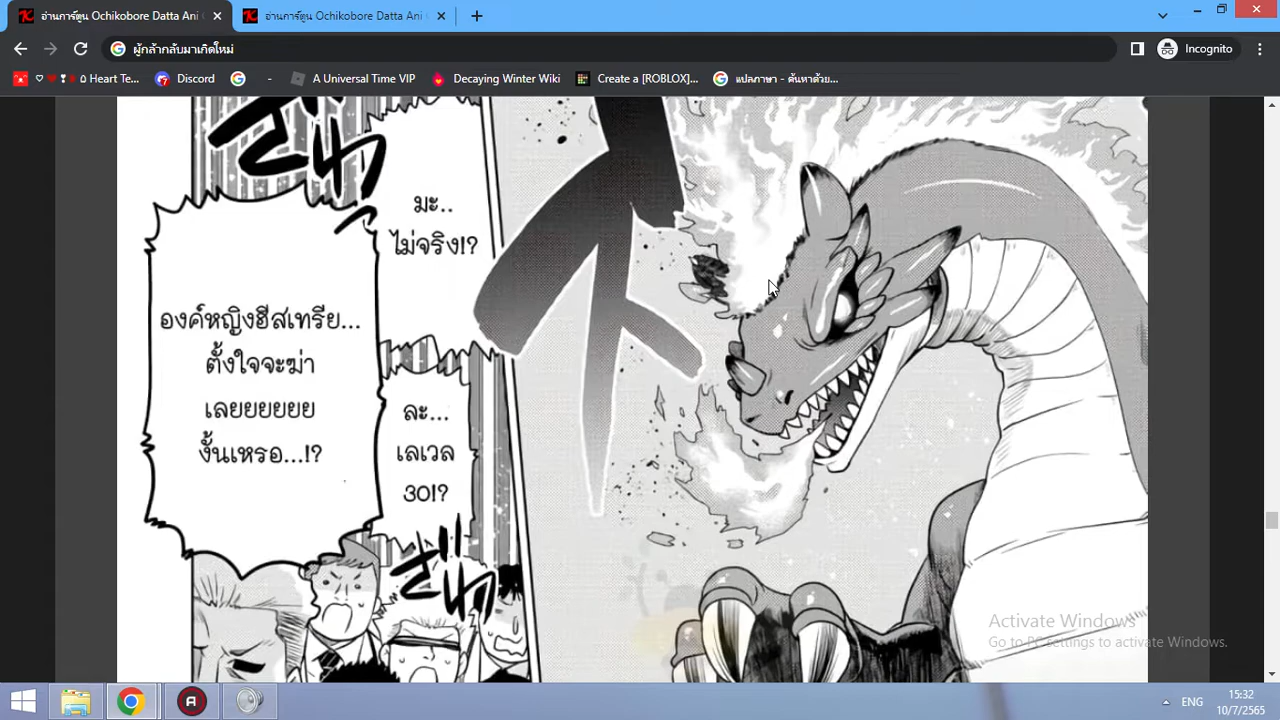 อ่านการ์ตูน Ochikobore Datta Ani
อ่านการ์ตูน Ochikobore Datta Ani
ผู้กล้ากลับมาเกิดใหม่
Incognito
Heart Te...
Discord
-
A Universal Time VIP
Decaying Winter Wiki
Create a [ROBLOX]...
แปลภาษา - ค้นหาด้วย...
มะ..
ไม่จริง!?
องค์หญิงฮีสเทรีย...
ตั้งใจจะฆ่า
เลยยยยยย
งั้นเหรอ...!?
ละ...
เลเวล
30!?
Activate Windows
Go to PC settings to activate Windows.
ENG
15:32
10/7/2565